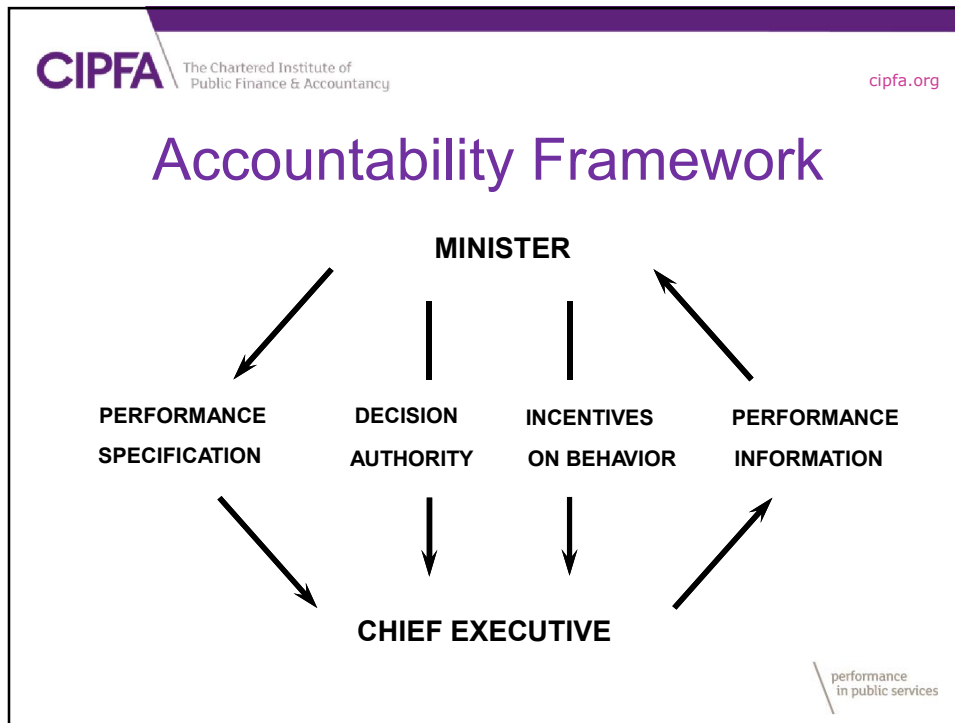 CIPFA
The Chartered Institute of
Public Finance & Accountancy
cipfa.org
Accountability Framework
MINISTER
PERFORMANCE
SPECIFICATION
DECISION
AUTHORITY
INCENTIVES
ON BEHAVIOR
PERFORMANCE
INFORMATION
CHIEF EXECUTIVE
performance
in public services